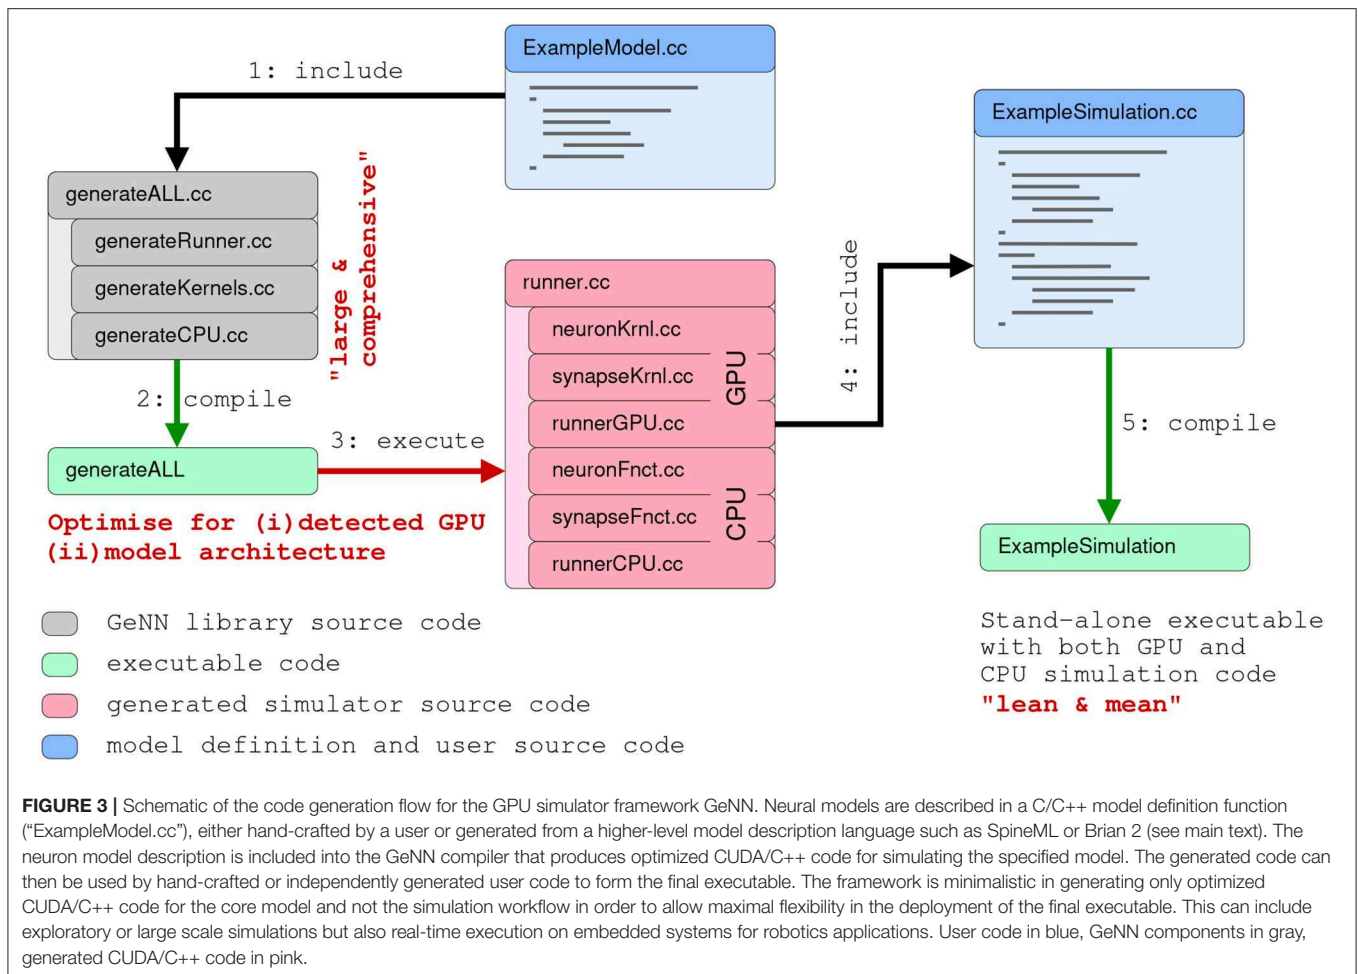 ExampleModel.cc
1: include
ExampleSimulation.cc
generateALL.cc
generateRunner.cc
generateKernels.cc
generateCPU.cc
"large &
comprehensive"
runner.cc
neuronKrnl.cc
synapseKrnl.cc
runnerGPU.cc
GPU
neuronFnct.cc
synapseFnct.cc
runnerCPU.cc
CPU
4: include
2: compile
3: execute
5: compile
generateALL
Optimise for (i)detected GPU
(ii)model architecture
ExampleSimulation
GeNN library source code
executable code
generated simulator source code
model definition and user source code
Stand-alone executable
with both GPU and
CPU simulation code
"lean & mean"
FIGURE 3 | Schematic of the code generation flow for the GPU simulator framework GeNN. Neural models are described in a C/C++ model definition function
(“ExampleModel.cc”), either hand-crafted by a user or generated from a higher-level model description language such as SpineML or Brian 2 (see main text). The
neuron model description is included into the GeNN compiler that produces optimized CUDA/C++ code for simulating the specified model. The generated code can
then be used by hand-crafted or independently generated user code to form the final executable. The framework is minimalistic in generating only optimized
CUDA/C++ code for the core model and not the simulation workflow in order to allow maximal flexibility in the deployment of the final executable. This can include
exploratory or large scale simulations but also real-time execution on embedded systems for robotics applications. User code in blue, GeNN components in gray,
generated CUDA/C++ code in pink.